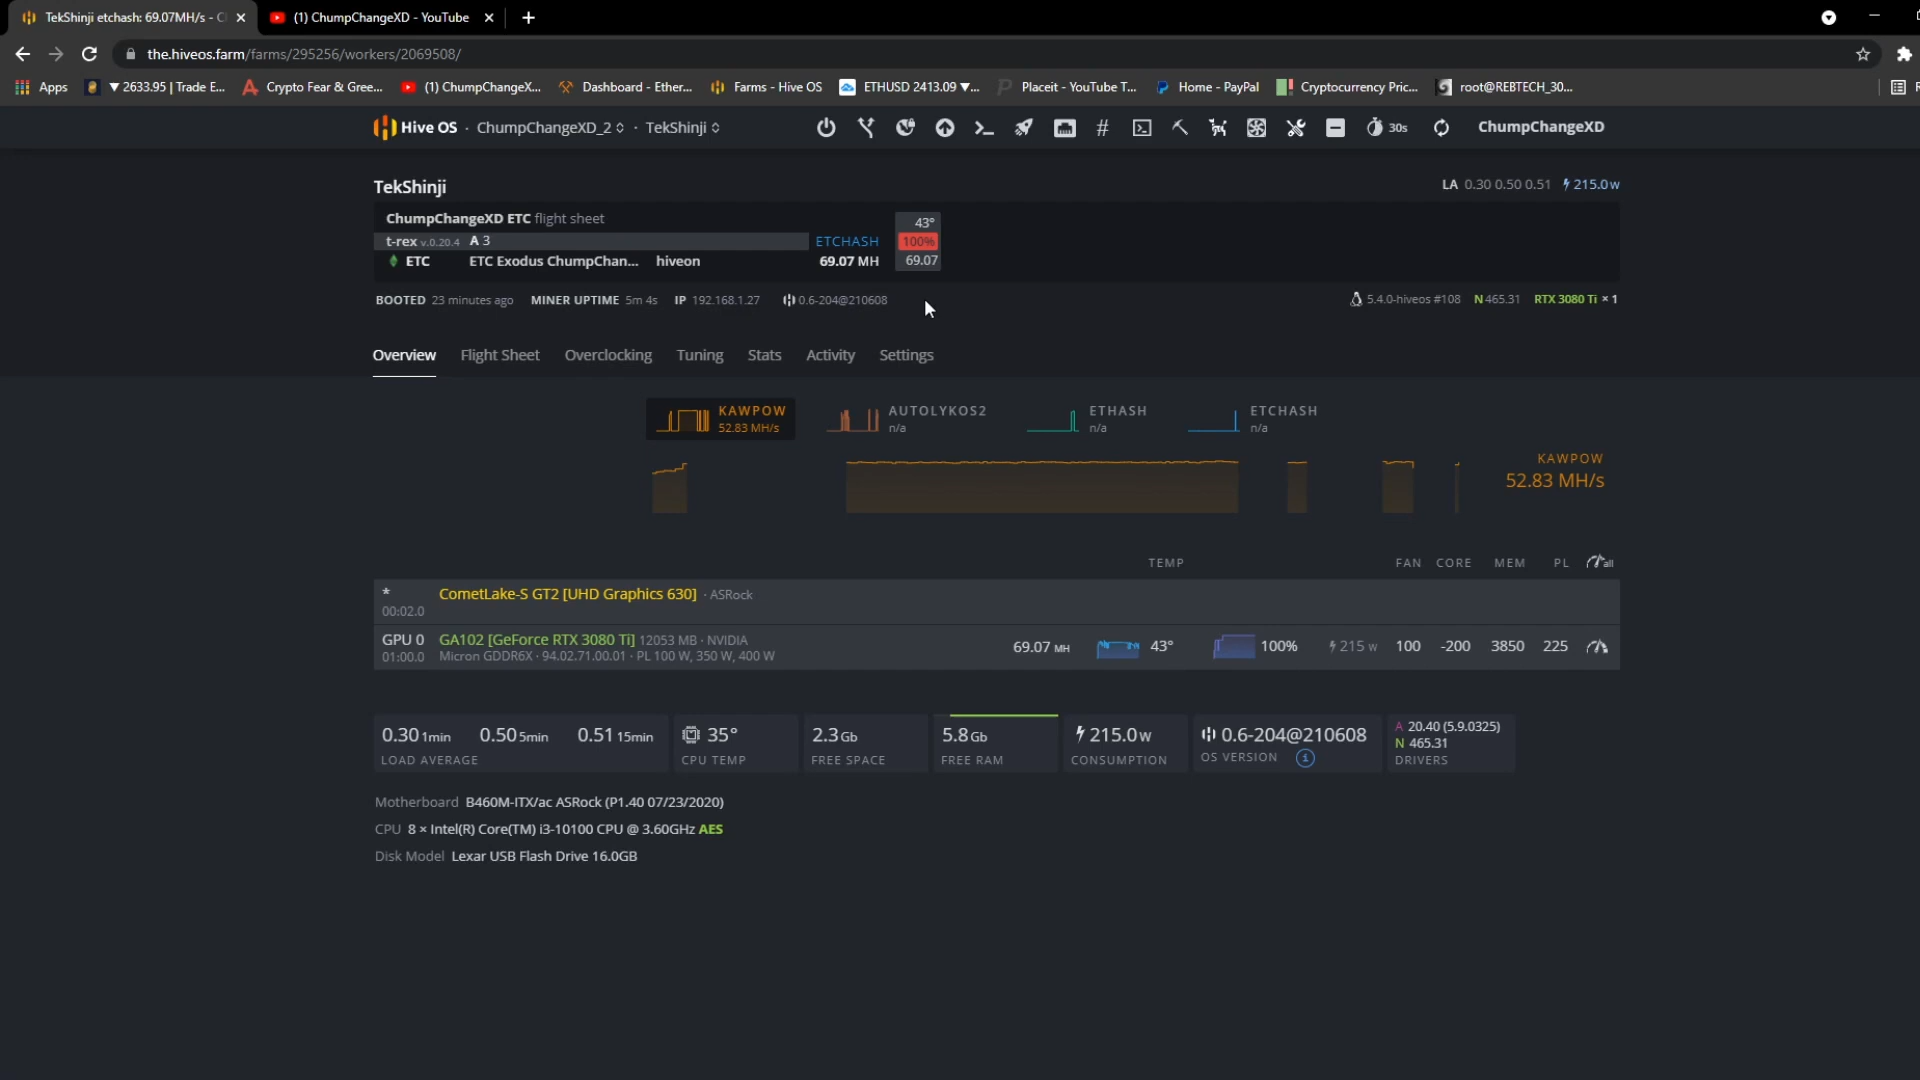 TekShinji etchash: 69.07MH/s - C
(1) ChumpChangeXD - YouTube
the.hiveos.farm/farms/295256/workers/2069508/
Apps
▼ 2633.95 | Trade E...
Crypto Fear & Gree...
(1) ChumpChangeX...
Dashboard - Ether...
Farms - Hive OS
ETHUSD 2413.09 ▼...
Placeit - YouTube T...
Home - PayPal
Cryptocurrency Pric...
root@REBTECH_30...
R
Hive OS · ChumpChangeXD_2 · TekShinji
30s
ChumpChangeXD
TekShinji
LA 0.30 0.50 0.51 215.0 w
ChumpChangeXD ETC flight sheet
43°
t-rex v.0.20.4 A 3 ETCHASH
100%
ETC ETC Exodus ChumpChan... hiveon 69.07 MH
69.07
BOOTED 23 minutes ago MINER UPTIME 5m 4s IP 192.168.1.27 0.6-204@210608
5.4.0-hiveos #108 N 465.31 RTX 3080 Ti × 1
Overview Flight Sheet Overclocking Tuning Stats Activity Settings
KAWPOW
52.83 MH/s
AUTOLYKOS2
n/a
ETHASH
n/a
ETCHASH
n/a
KAWPOW
52.83 MH/s
TEMP FAN CORE MEM PL all
* CometLake-S GT2 [UHD Graphics 630] · ASRock
00:02.0
GPU 0 GA102 [GeForce RTX 3080 Ti] 12053 MB · NVIDIA
01:00.0 Micron GDDR6X · 94.02.71.00.01 · PL 100 W, 350 W, 400 W
69.07 MH 43° 100% 215 w 100 -200 3850 225
0.30 1min 0.50 5min 0.51 15min
LOAD AVERAGE
35°
CPU TEMP
2.3 Gb
FREE SPACE
5.8 Gb
FREE RAM
215.0 w
CONSUMPTION
0.6-204@210608
OS VERSION
A 20.40 (5.9.0325)
N 465.31
DRIVERS
Motherboard B460M-ITX/ac ASRock (P1.40 07/23/2020)
CPU 8 × Intel(R) Core(TM) i3-10100 CPU @ 3.60GHz AES
Disk Model Lexar USB Flash Drive 16.0GB